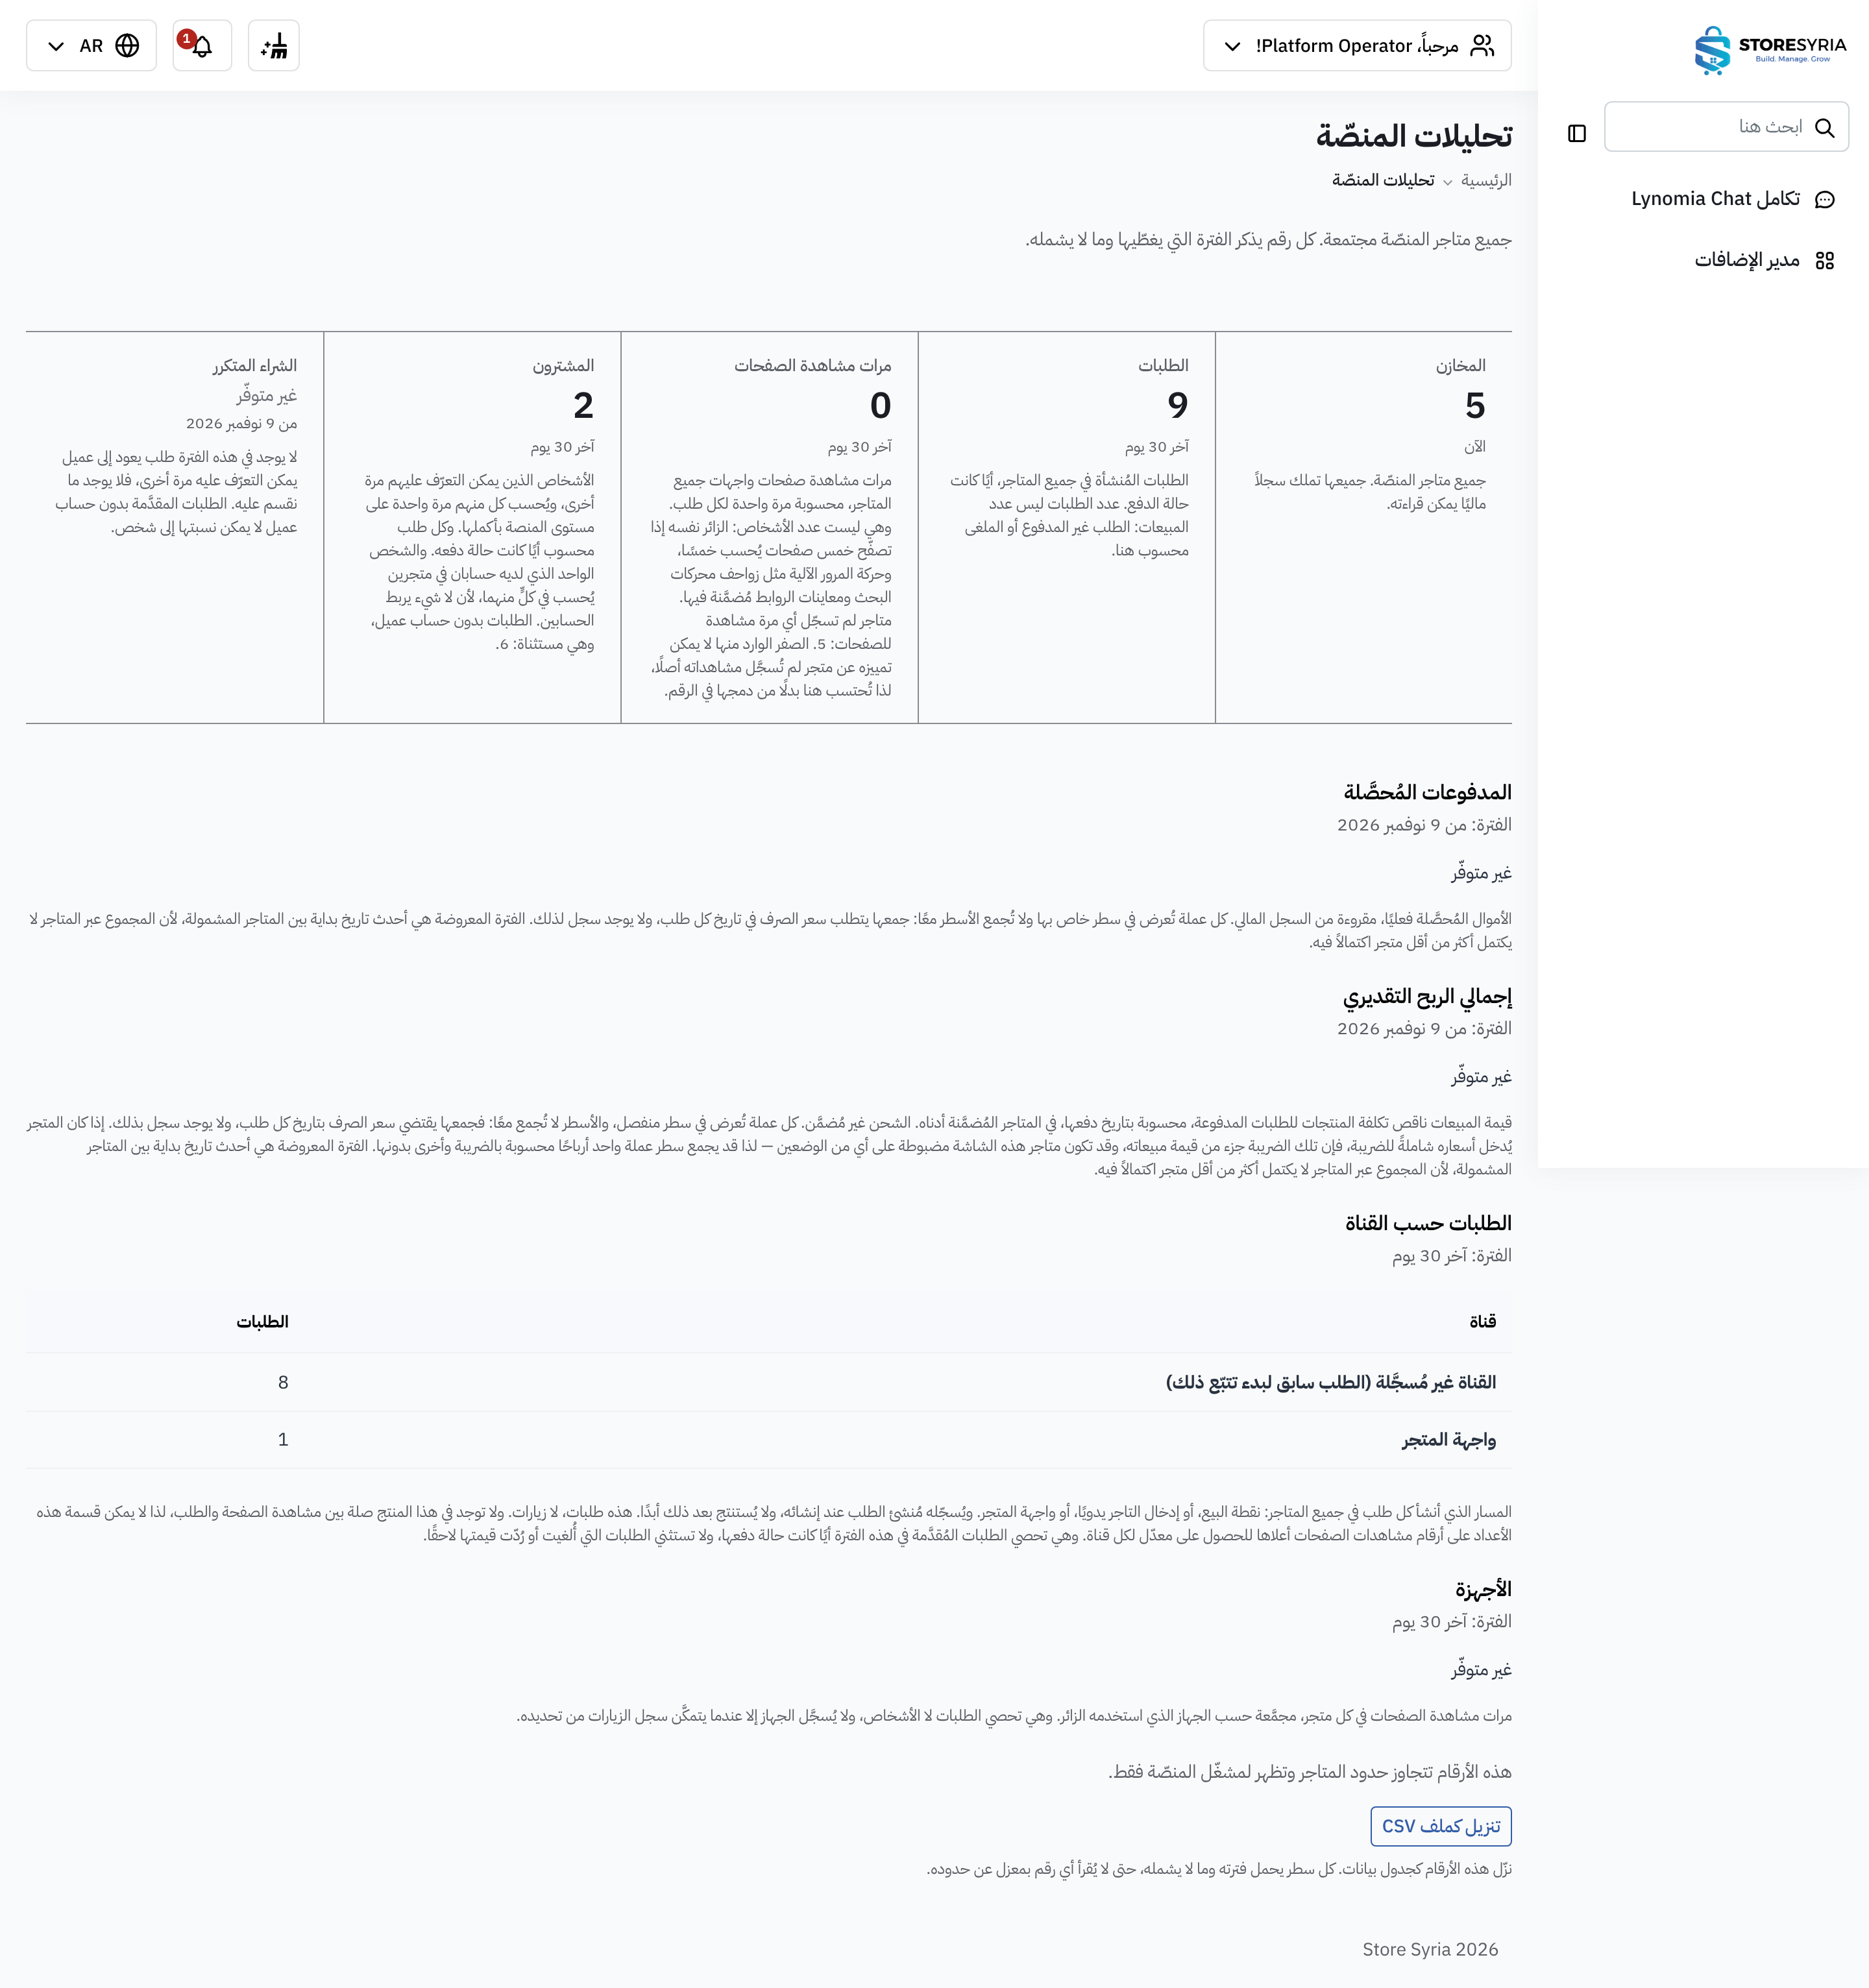 STORESYRIA
Build. Manage. Grow
ابحث هنا
تكامل Lynomia Chat
مدير الإضافات
مرحباً، Platform Operator!
1
AR
تحليلات المنصّة
الرئيسية
تحليلات المنصّة
جميع متاجر المنصّة مجتمعة. كل رقم يذكر الفترة التي يغطّيها وما لا يشمله.
المخازن
5
الآن
جميع متاجر المنصّة. جميعها تملك سجلاً
ماليًا يمكن قراءته.
الطلبات
9
آخر 30 يوم
الطلبات المُنشأة في جميع المتاجر، أيًا كانت
حالة الدفع. عدد الطلبات ليس عدد
المبيعات: الطلب غير المدفوع أو الملغى
محسوب هنا.
مرات مشاهدة الصفحات
0
آخر 30 يوم
مرات مشاهدة صفحات واجهات جميع
المتاجر، محسوبة مرة واحدة لكل طلب.
وهي ليست عدد الأشخاص: الزائر نفسه إذا
تصفّح خمس صفحات يُحسب خمسًا،
وحركة المرور الآلية مثل زواحف محركات
البحث ومعاينات الروابط مُضمَّنة فيها.
متاجر لم تسجّل أي مرة مشاهدة
للصفحات: 5. الصفر الوارد منها لا يمكن
تمييزه عن متجر لم تُسجَّل مشاهداته أصلًا،
لذا تُحتسب هنا بدلًا من دمجها في الرقم.
المشترون
2
آخر 30 يوم
الأشخاص الذين يمكن التعرّف عليهم مرة
أخرى، ويُحسب كل منهم مرة واحدة على
مستوى المنصة بأكملها. وكل طلب
محسوب أيًا كانت حالة دفعه. والشخص
الواحد الذي لديه حسابان في متجرين
يُحسب في كلٍّ منهما، لأن لا شيء يربط
الحسابين. الطلبات بدون حساب عميل،
وهي مستثناة: 6.
الشراء المتكرر
غير متوفّر
من 9 نوفمبر 2026
لا يوجد في هذه الفترة طلب يعود إلى عميل
يمكن التعرّف عليه مرة أخرى، فلا يوجد ما
نقسم عليه. الطلبات المقدَّمة بدون حساب
عميل لا يمكن نسبتها إلى شخص.
المدفوعات المُحصَّلة
الفترة: من 9 نوفمبر 2026
غير متوفّر
الأموال المُحصَّلة فعليًا، مقروءة من السجل المالي. كل عملة تُعرض في سطر خاص بها ولا تُجمع الأسطر معًا: جمعها يتطلب سعر الصرف في تاريخ كل طلب، ولا يوجد سجل لذلك. الفترة المعروضة هي أحدث تاريخ بداية بين المتاجر المشمولة، لأن المجموع عبر المتاجر لا
يكتمل أكثر من أقل متجر اكتمالاً فيه.
إجمالي الربح التقديري
الفترة: من 9 نوفمبر 2026
غير متوفّر
قيمة المبيعات ناقص تكلفة المنتجات للطلبات المدفوعة، محسوبة بتاريخ دفعها، في المتاجر المُضمَّنة أدناه. الشحن غير مُضمَّن. كل عملة تُعرض في سطر منفصل، والأسطر لا تُجمع معًا: فجمعها يقتضي سعر الصرف بتاريخ كل طلب، ولا يوجد سجل بذلك. إذا كان المتجر
يُدخل أسعاره شاملةً للضريبة، فإن تلك الضريبة جزء من قيمة مبيعاته، وقد تكون متاجر هذه الشاشة مضبوطة على أي من الوضعين — لذا قد يجمع سطر عملة واحد أرباحًا محسوبة بالضريبة وأخرى بدونها. الفترة المعروضة هي أحدث تاريخ بداية بين المتاجر
المشمولة، لأن المجموع عبر المتاجر لا يكتمل أكثر من أقل متجر اكتمالاً فيه.
الطلبات حسب القناة
الفترة: آخر 30 يوم
قناة الطلبات
القناة غير مُسجَّلة (الطلب سابق لبدء تتبّع ذلك) 8
واجهة المتجر 1
المسار الذي أنشأ كل طلب في جميع المتاجر: نقطة البيع، أو إدخال التاجر يدويًا، أو واجهة المتجر. ويُسجّله مُنشئ الطلب عند إنشائه، ولا يُستنتج بعد ذلك أبدًا. هذه طلبات، لا زيارات. ولا توجد في هذا المنتج صلة بين مشاهدة الصفحة والطلب، لذا لا يمكن قسمة هذه
الأعداد على أرقام مشاهدات الصفحات أعلاها للحصول على معدّل لكل قناة. وهي تحصي الطلبات المُقدَّمة في هذه الفترة أيًا كانت حالة دفعها، ولا تستثني الطلبات التي أُلغيت أو رُدّت قيمتها لاحقًا.
الأجهزة
الفترة: آخر 30 يوم
غير متوفّر
مرات مشاهدة الصفحات في كل متجر، مجمَّعة حسب الجهاز الذي استخدمه الزائر. وهي تحصي الطلبات لا الأشخاص، ولا يُسجَّل الجهاز إلا عندما يتمكَّن سجل الزيارات من تحديده.
هذه الأرقام تتجاوز حدود المتاجر وتظهر لمشغّل المنصّة فقط.
تنزيل كملف CSV
نزّل هذه الأرقام كجدول بيانات. كل سطر يحمل فترته وما لا يشمله، حتى لا يُقرأ أي رقم بمعزل عن حدوده.
Store Syria 2026